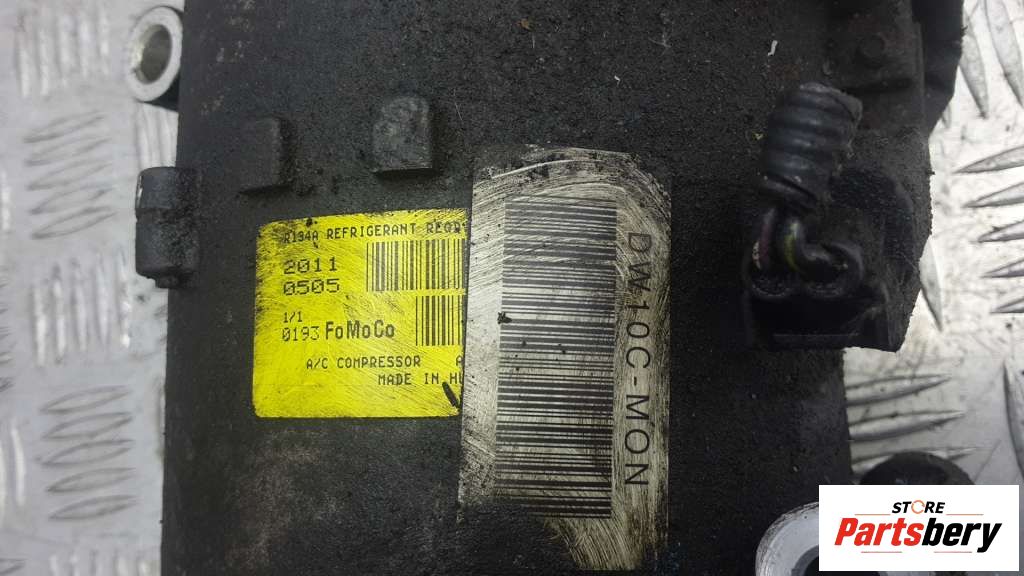 R134A REFRIGERANT
2011
0505
1/1
0193 FoMoCo
A/C COMPRESSOR
MADE IN
DW10C-MON
STORE
Partsbery